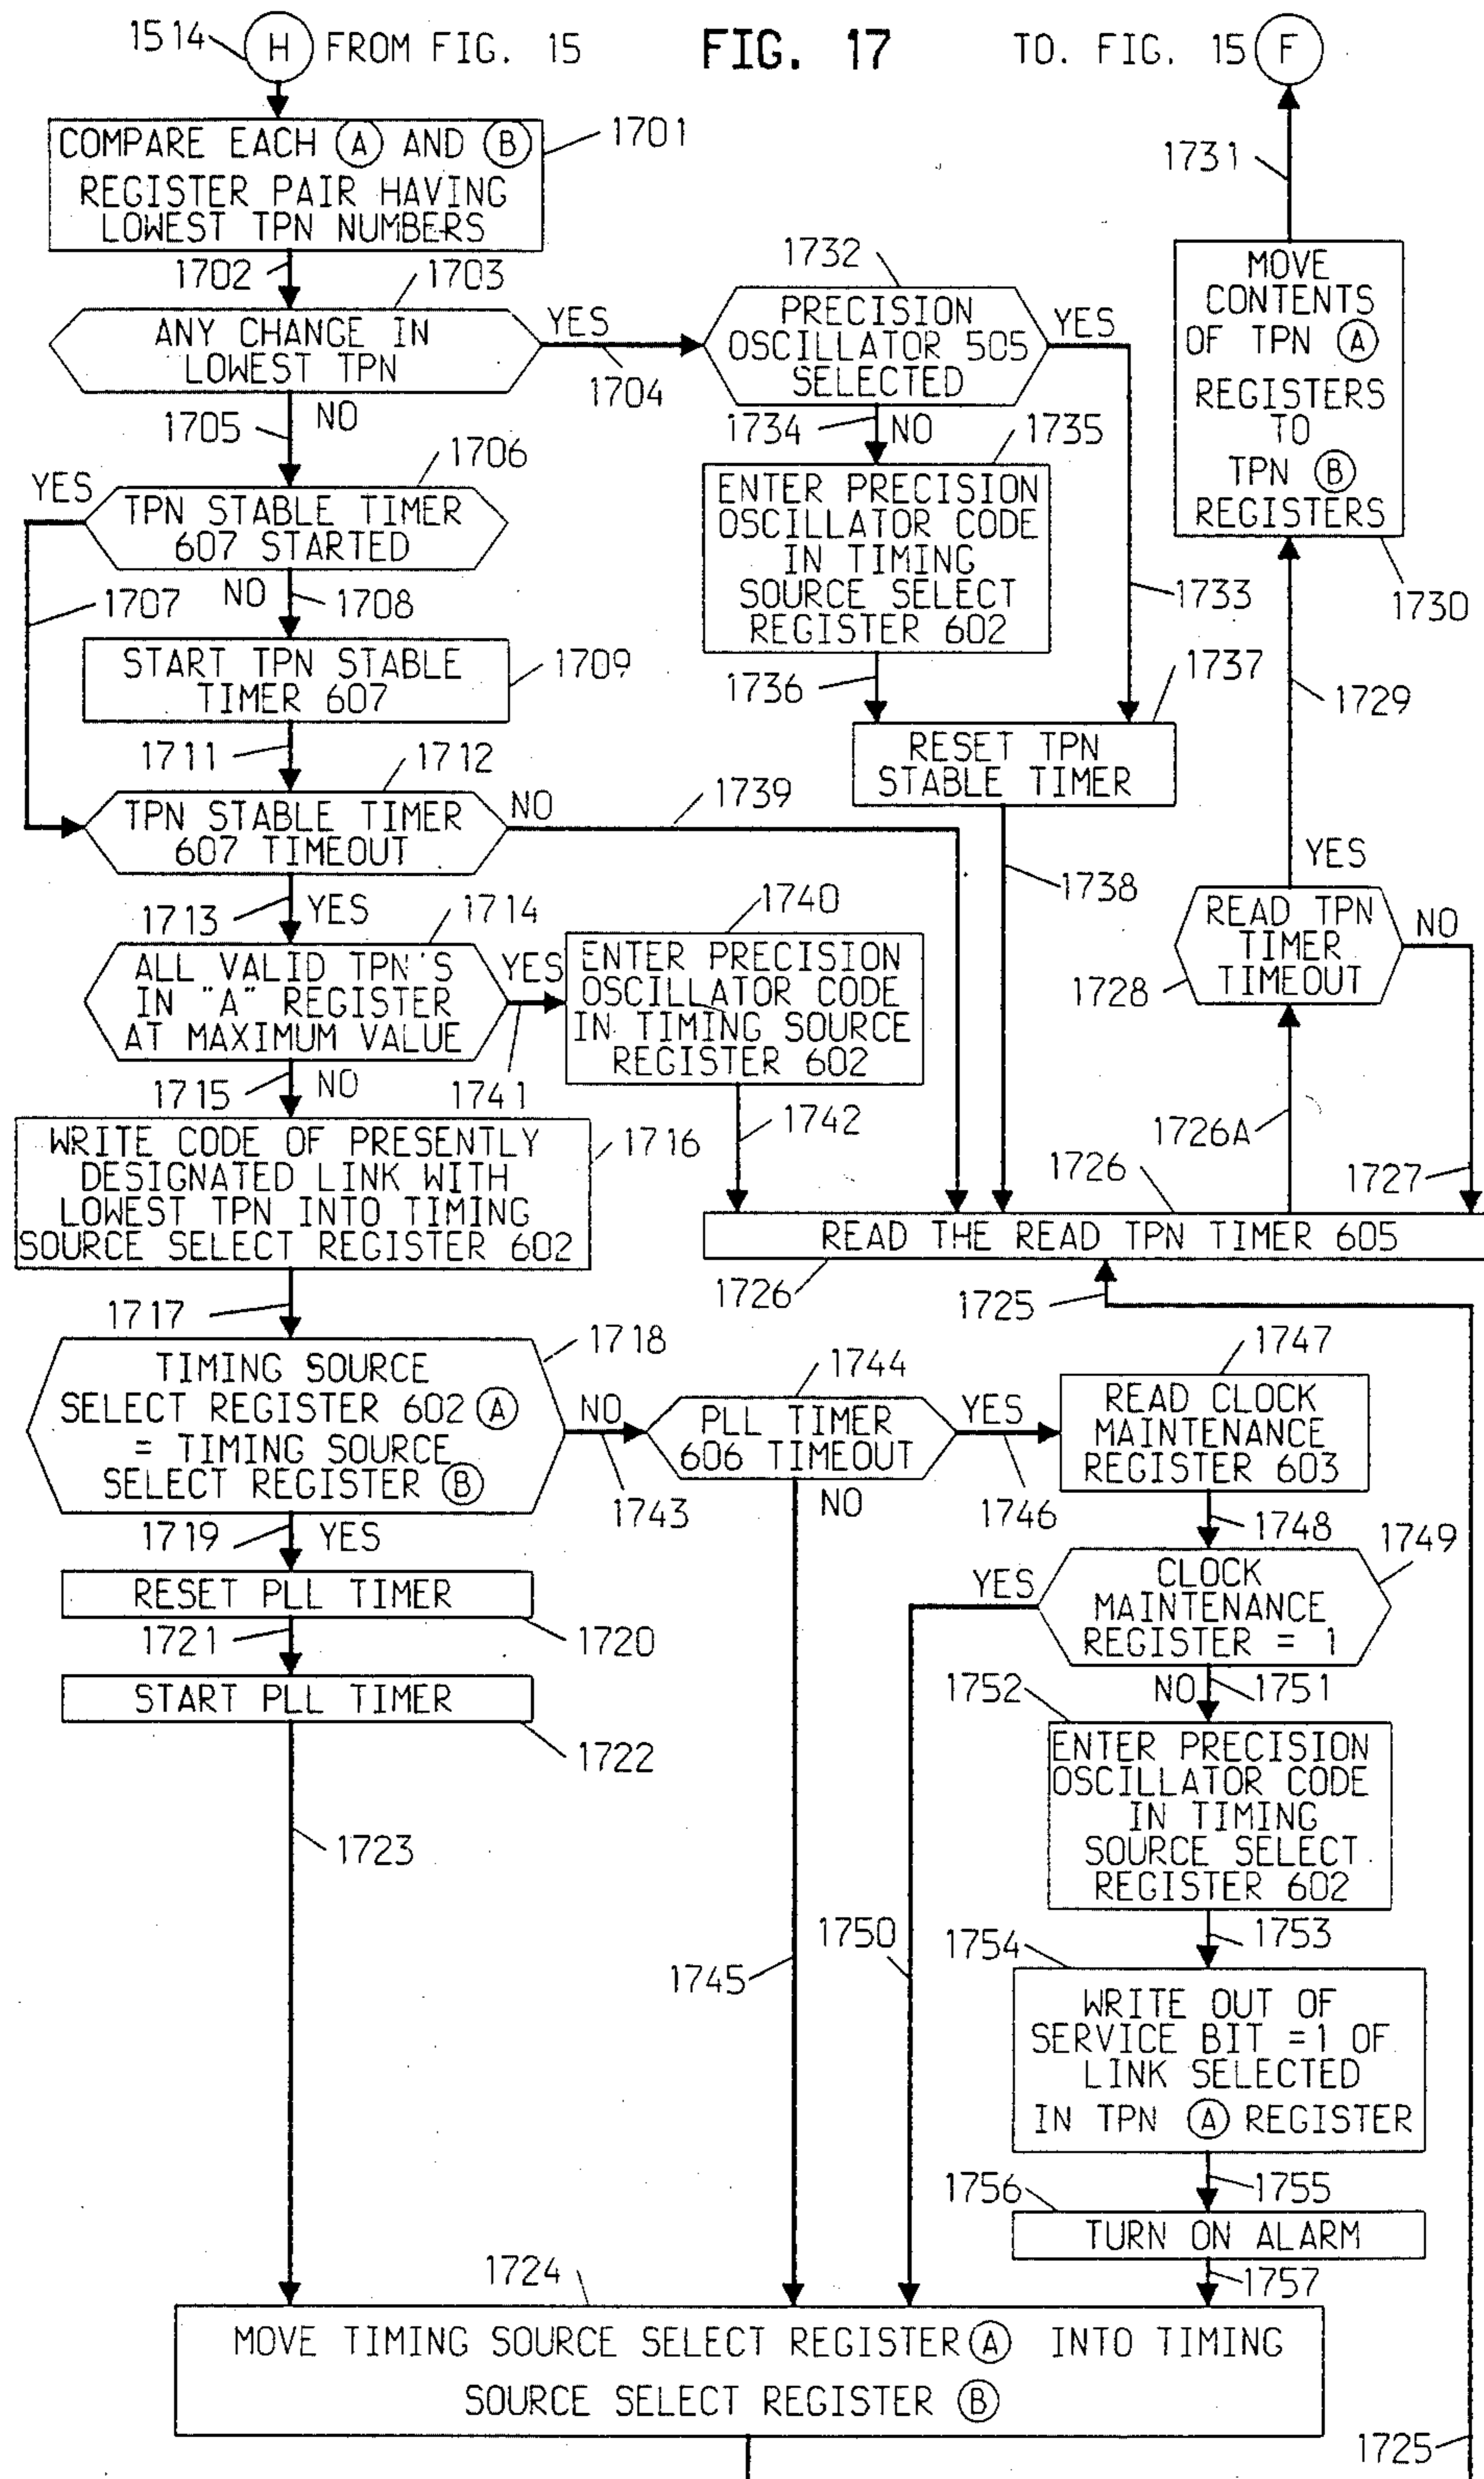 1514
H FROM FIG. 15
FIG. 17
TO. FIG. 15 F
COMPARE EACH A AND B
REGISTER PAIR HAVING
LOWEST TPN NUMBERS
1701
1702
1703
ANY CHANGE IN
LOWEST TPN
YES
1704
NO
1705
1706
YES
TPN STABLE TIMER
607 STARTED
1707
NO
1708
START TPN STABLE
TIMER 607
1709
1711
1712
TPN STABLE TIMER
607 TIMEOUT
NO
1739
1713
YES
1714
ALL VALID TPN'S
IN "A" REGISTER
AT MAXIMUM VALUE
YES
1741
1740
ENTER PRECISION
OSCILLATOR CODE
IN TIMING SOURCE
REGISTER 602
1742
1715
NO
WRITE CODE OF PRESENTLY
DESIGNATED LINK WITH
LOWEST TPN INTO TIMING
SOURCE SELECT REGISTER 602
1716
1717
1718
TIMING SOURCE
SELECT REGISTER 602 A
= TIMING SOURCE
SELECT REGISTER B
NO
1743
1719
YES
RESET PLL TIMER
1720
1721
START PLL TIMER
1722
1723
1732
PRECISION
OSCILLATOR 505
SELECTED
YES
1733
1734
NO
1735
ENTER PRECISION
OSCILLATOR CODE
IN TIMING
SOURCE SELECT
REGISTER 602
1736
1737
RESET TPN
STABLE TIMER
1738
1731
MOVE
CONTENTS
OF TPN A
REGISTERS
TO
TPN B
REGISTERS
1730
1729
YES
READ TPN
TIMER
TIMEOUT
NO
1728
1726A
1727
1726
READ THE READ TPN TIMER 605
1726
1725
1744
PLL TIMER
606 TIMEOUT
YES
1746
NO
1745
1747
READ CLOCK
MAINTENANCE
REGISTER 603
1748
1749
YES
CLOCK
MAINTENANCE
REGISTER = 1
1750
NO
1751
1752
ENTER PRECISION
OSCILLATOR CODE
IN TIMING
SOURCE SELECT
REGISTER 602
1753
1754
WRITE OUT OF
SERVICE BIT =1 OF
LINK SELECTED
IN TPN A REGISTER
1755
1756
TURN ON ALARM
1757
1724
MOVE TIMING SOURCE SELECT REGISTER A INTO TIMING
SOURCE SELECT REGISTER B
1725